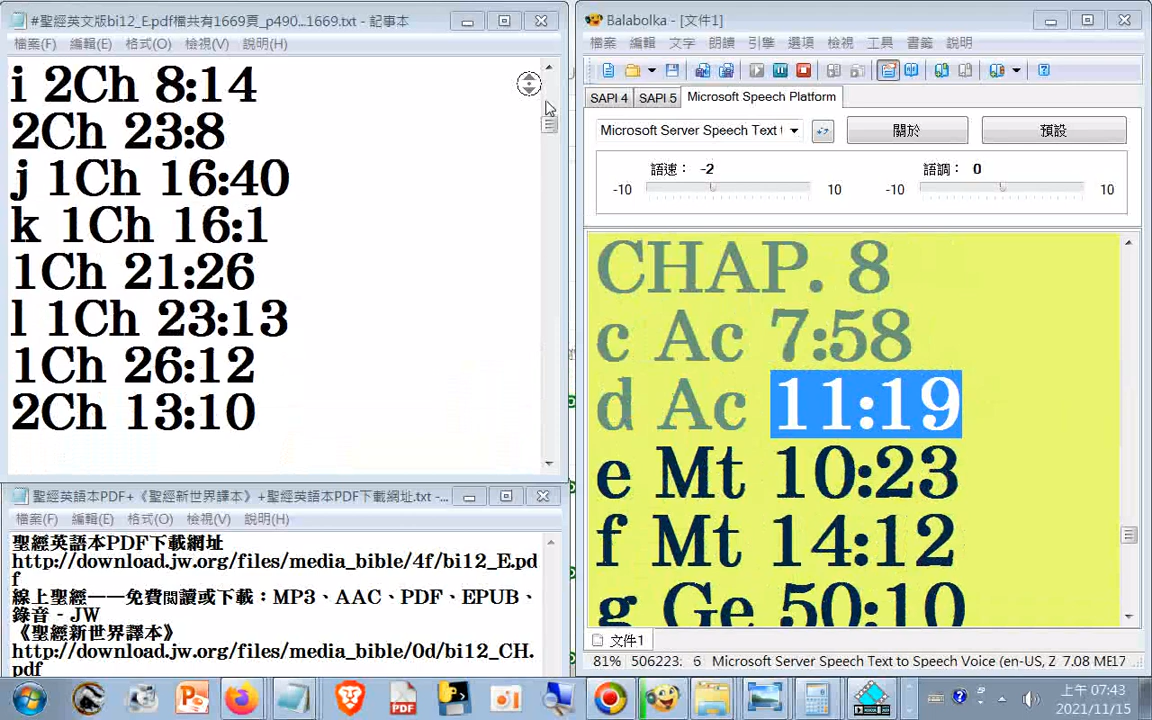 #聖經英文版bi12_E.pdf檔共有1669頁_p490...1669.txt - 記事本
檔案(F) 編輯(E) 格式(O) 檢視(V) 說明(H)
i 2Ch 8:14
2Ch 23:8
j 1Ch 16:40
k 1Ch 16:1
1Ch 21:26
l 1Ch 23:13
1Ch 26:12
2Ch 13:10
聖經英語本PDF+《聖經新世界譯本》+聖經英語本PDF下載網址.txt -...
檔案(F) 編輯(E) 格式(O) 檢視(V) 說明(H)
聖經英語本PDF下載網址
http://download.jw.org/files/media_bible/4f/bi12_E.pd
f
線上聖經——免費閱讀或下載：MP3、AAC、PDF、EPUB、
錄音 - JW
《聖經新世界譯本》
http://download.jw.org/files/media_bible/0d/bi12_CH.
pdf
Balabolka - [文件1]
檔案 編輯 文字 朗讀 引擎 選項 檢視 工具 書籤 說明
SAPI 4 SAPI 5 Microsoft Speech Platform
Microsoft Server Speech Text 關於 預設
語速： -2 語調： 0
-10 10 -10 10
CHAP. 8
c Ac 7:58
d Ac 11:19
e Mt 10:23
f Mt 14:12
g Ge 50:10
文件1
81% 506223: 6 Microsoft Server Speech Text to Speech Voice (en-US, Z 7.08 ME17
PDF
上午 07:43
2021/11/15